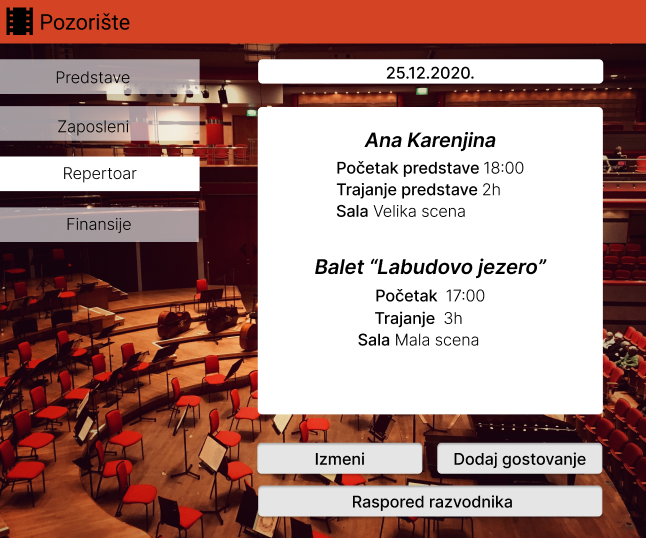 Pozorište
Predstave
Zaposleni
Repertoar
Finansije
25.12.2020.
Ana Karenjina
Početak predstave 18:00
Trajanje predstave 2h
Sala Velika scena
Balet “Labudovo jezero”
Početak 17:00
Trajanje 3h
Sala Mala scena
Izmeni
Dodaj gostovanje
Raspored razvodnika